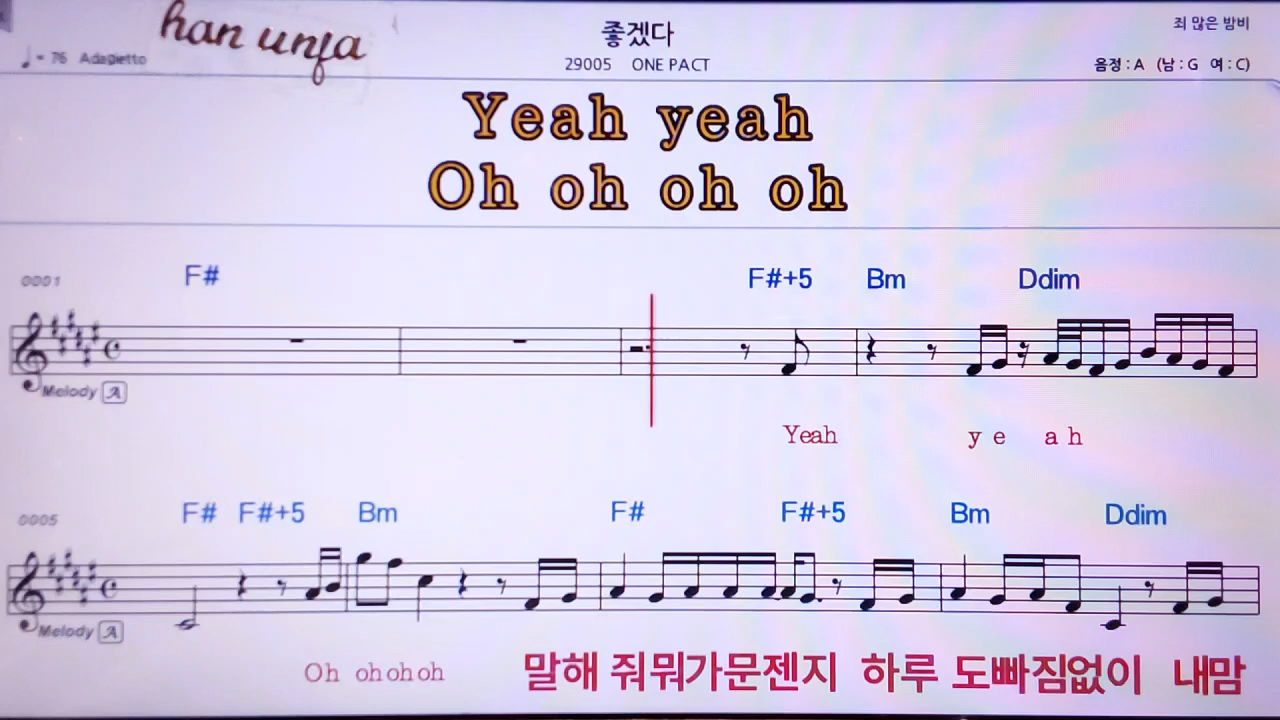 han unfa
좋겠다
죄 많은 밤비
♩= 76 Adagietto
29005 ONE PACT
음정 : A (남 : G 여 : C)
Yeah yeah
Oh oh oh oh
0001
F# F#+5 Bm Ddim
Melody A
Yeah y e a h
0005
F# F#+5 Bm F# F#+5 Bm Ddim
Melody A
Oh ohohoh 말해 줘뭐가문젠지 하루 도빠짐없이 내맘